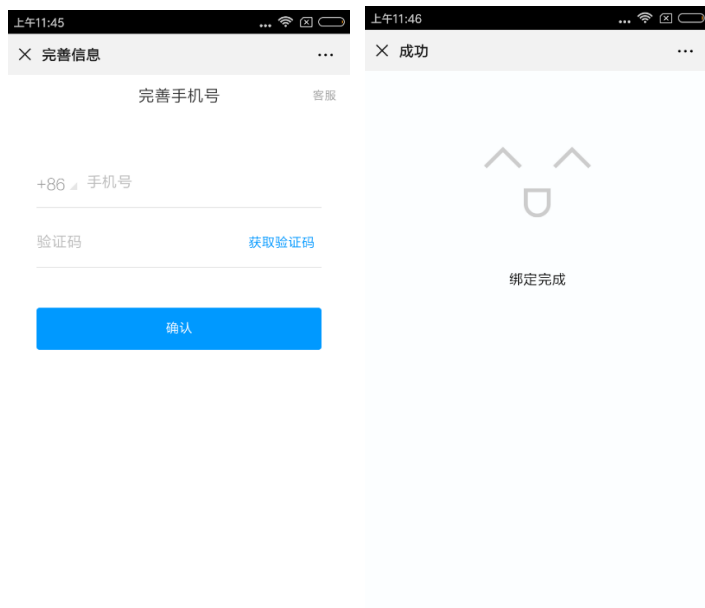 上午11:45
完善信息
完善手机号
客服
+86
手机号
验证码
获取验证码
确认
上午11:46
成功
绑定完成